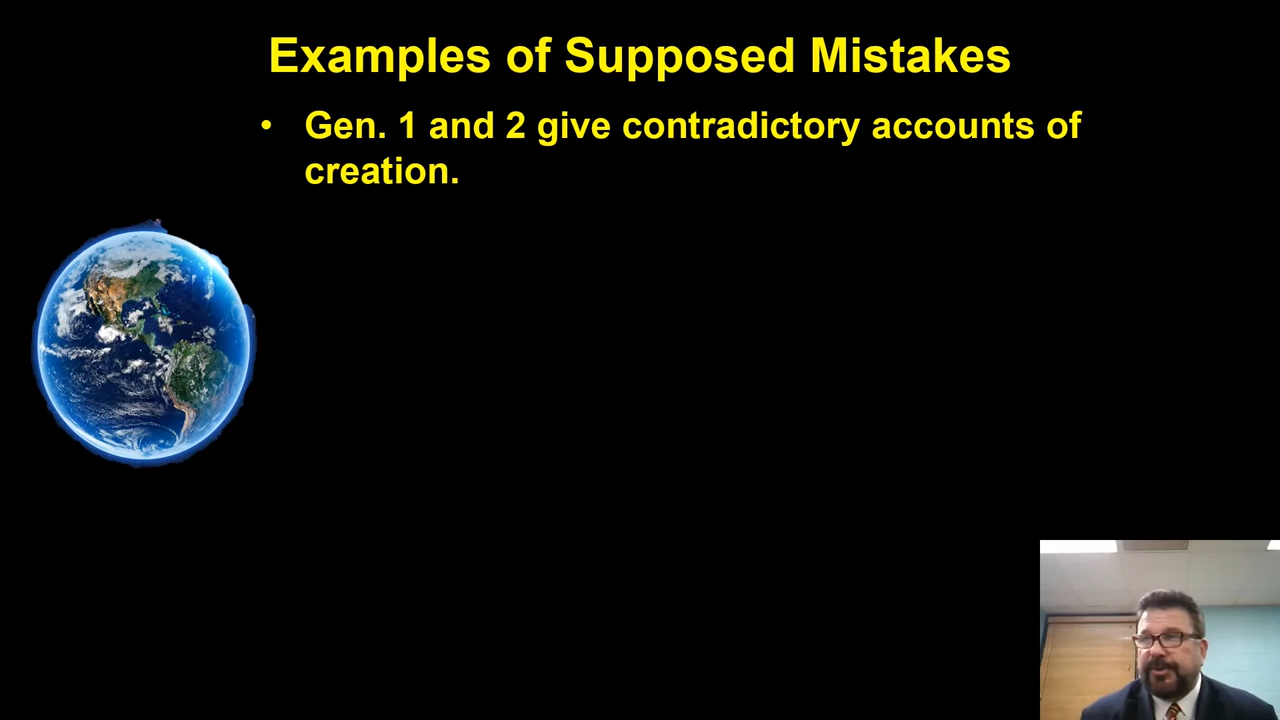 Examples of Supposed Mistakes
• Gen. 1 and 2 give contradictory accounts of
creation.